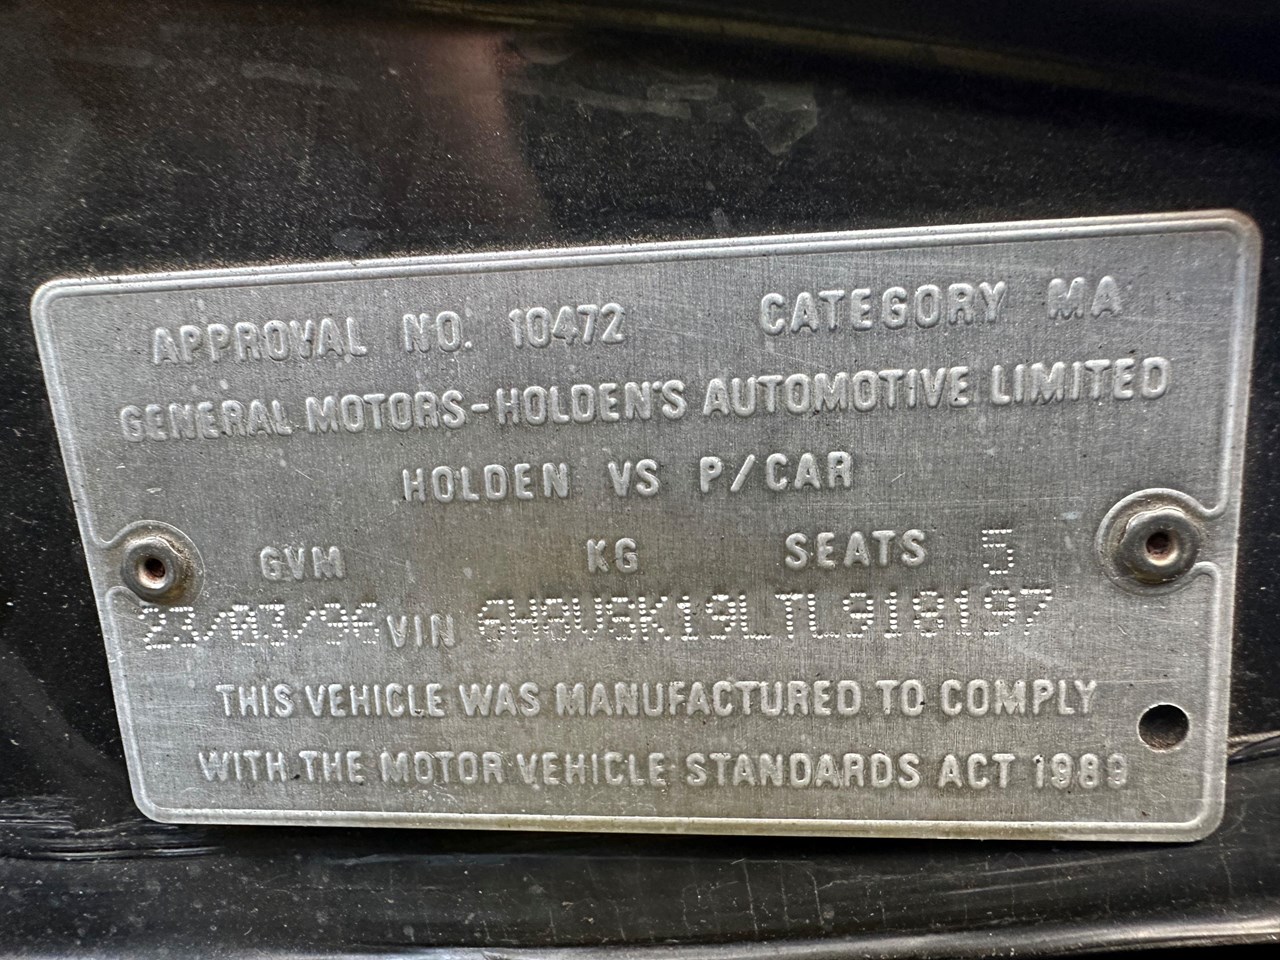 APPROVAL NO. 10472 CATEGORY MA
GENERAL MOTORS-HOLDEN'S AUTOMOTIVE LIMITED
HOLDEN VS P/CAR
GVM KG SEATS 5
23/03/96 VIN 6H8VSK19LTL918197
THIS VEHICLE WAS MANUFACTURED TO COMPLY
WITH THE MOTOR VEHICLE STANDARDS ACT 1989